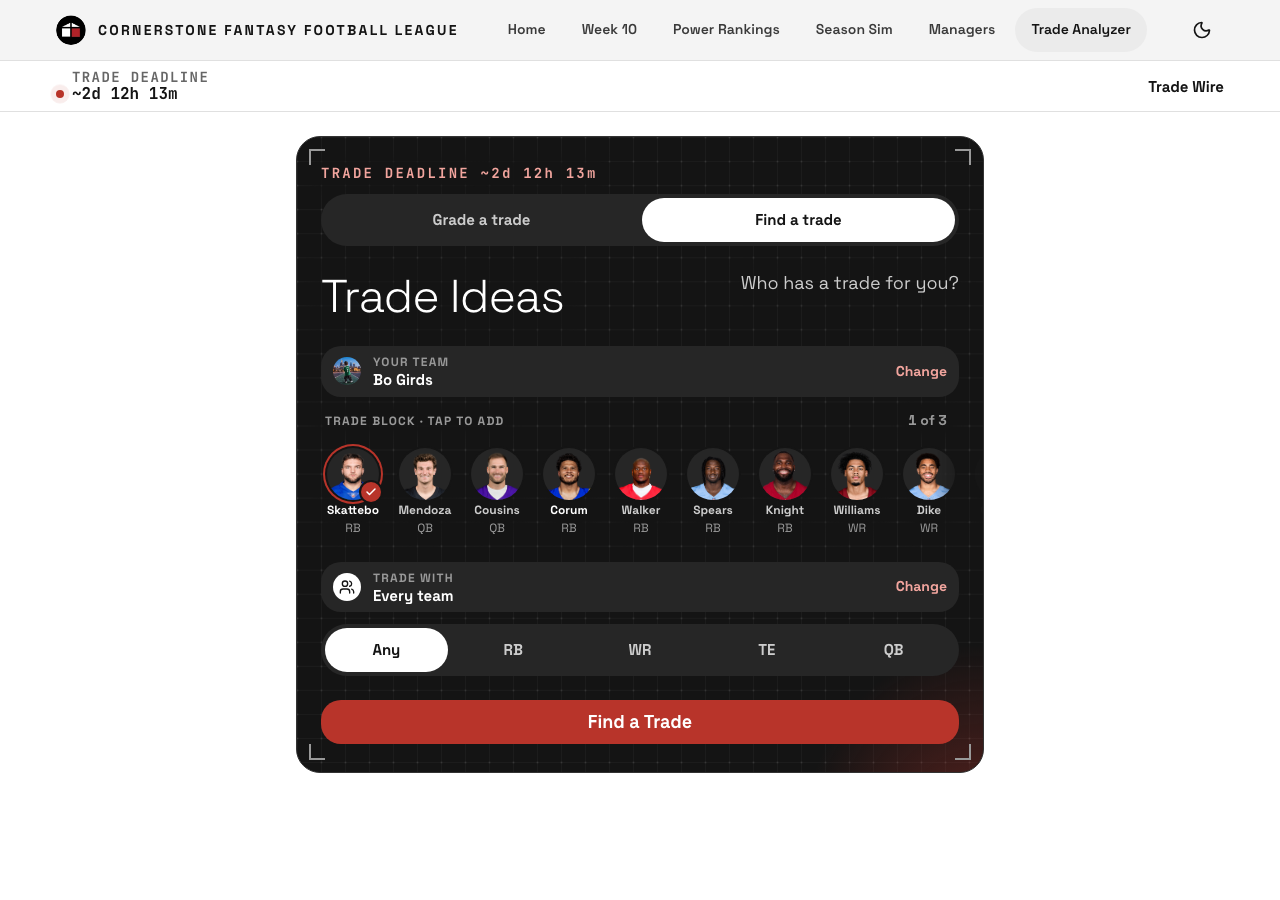 CORNERSTONE FANTASY FOOTBALL LEAGUE
Home
Week 10
Power Rankings
Season Sim
Managers
Trade Analyzer
TRADE DEADLINE
~2d 12h 13m
Trade Wire
TRADE DEADLINE ~2d 12h 13m
Grade a trade
Find a trade
Trade Ideas
Who has a trade for you?
YOUR TEAM
Bo Girds
Change
TRADE BLOCK · TAP TO ADD
1 of 3
Skattebo
RB
Mendoza
QB
Cousins
QB
Corum
RB
Walker
RB
Spears
RB
Knight
RB
Williams
WR
Dike
WR
TRADE WITH
Every team
Change
Any
RB
WR
TE
QB
Find a Trade